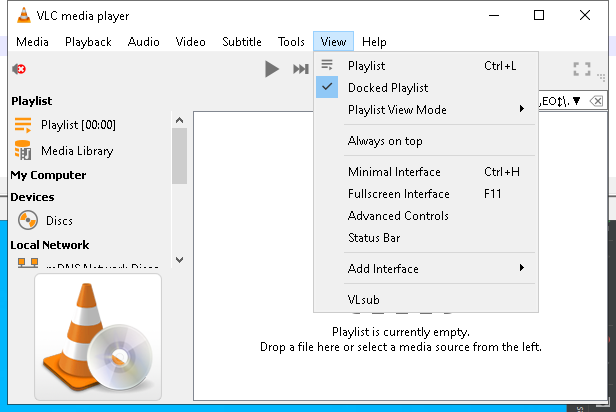 VLC media player
Media Playback Audio Video Subtitle Tools View Help
Playlist Ctrl+L
Docked Playlist
Playlist View Mode
Always on top
Minimal Interface Ctrl+H
Fullscreen Interface F11
Advanced Controls
Status Bar
Add Interface
VLsub
Playlist
Playlist [00:00]
Media Library
My Computer
Devices
Discs
Local Network
mDNS Network Discs
Playlist is currently empty.
Drop a file here or select a media source from the left.